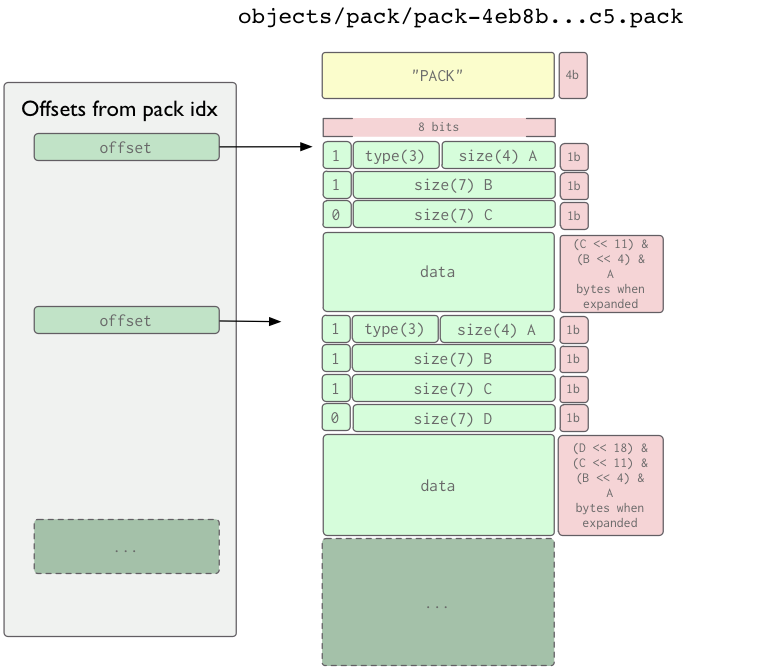 objects/pack/pack-4eb8b...c5.pack
"PACK"
4b
Offsets from pack idx
8 bits
offset
1 type(3) size(4) A 1b
1 size(7) B 1b
0 size(7) C 1b
data
(C << 11) &
(B << 4) &
A
bytes when
expanded
offset
1 type(3) size(4) A 1b
1 size(7) B 1b
1 size(7) C 1b
0 size(7) D 1b
data
(D << 18) &
(C << 11) &
(B << 4) &
A
bytes when
expanded
...
...